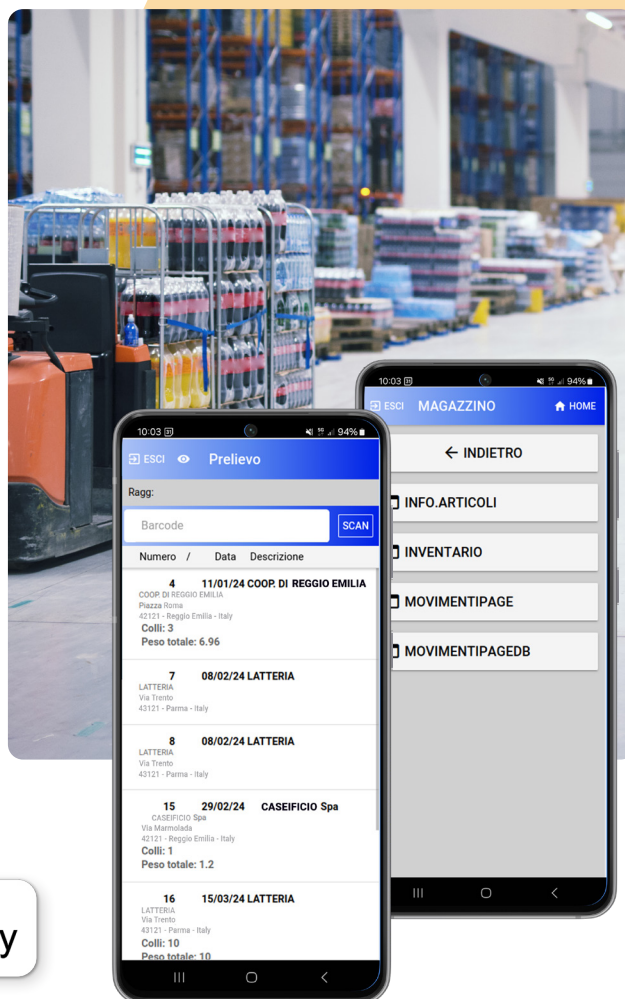 10:03 31
94%
ESCI MAGAZZINO HOME
INDIETRO
INFO.ARTICOLI
INVENTARIO
MOVIMENTIPAGE
MOVIMENTIPAGEDB
10:03 31
94%
ESCI Prelievo
Ragg:
Barcode SCAN
Numero / Data Descrizione
4 11/01/24 COOP. DI REGGIO EMILIA
COOP. DI REGGIO EMILIA
Piazza Roma
42121 - Reggio Emilia - Italy
Colli: 3
Peso totale: 6.96
7 08/02/24 LATTERIA
LATTERIA
Via Trento
43121 - Parma - Italy
8 08/02/24 LATTERIA
LATTERIA
Via Trento
43121 - Parma - Italy
15 29/02/24 CASEIFICIO Spa
CASEIFICIO Spa
Via Marmolada
42121 - Reggio Emilia - Italy
Colli: 1
Peso totale: 1.2
16 15/03/24 LATTERIA
LATTERIA
Via Trento
43121 - Parma - Italy
Colli: 10
Peso totale: 10
y